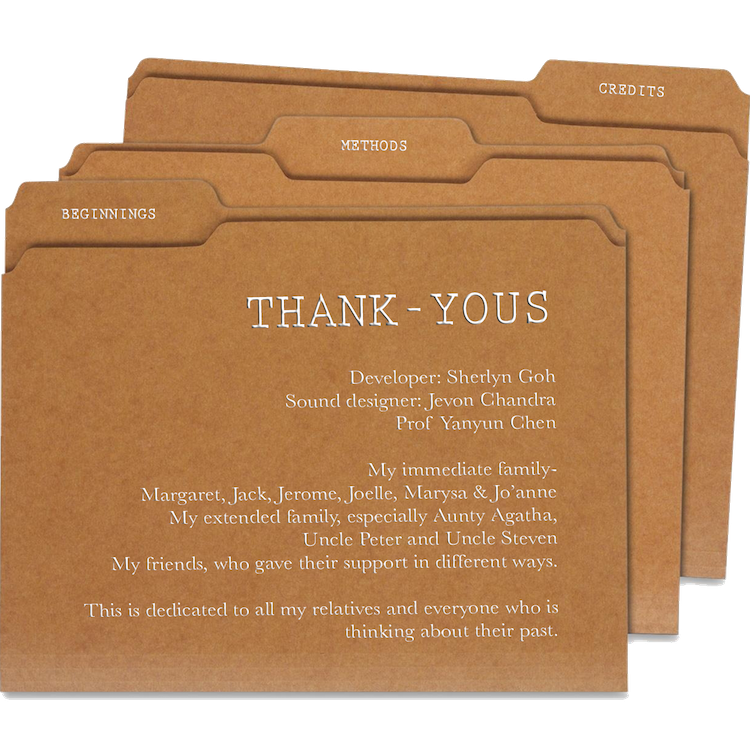 CREDITS
METHODS
BEGINNINGS
THANK-YOUS
Developer: Sherlyn Goh
Sound designer: Jevon Chandra
Prof Yanyun Chen
My immediate family-
Margaret, Jack, Jerome, Joelle, Marysa & Jo'anne
My extended family, especially Aunty Agatha,
Uncle Peter and Uncle Steven
My friends, who gave their support in different ways.
This is dedicated to all my relatives and everyone who is
thinking about their past.